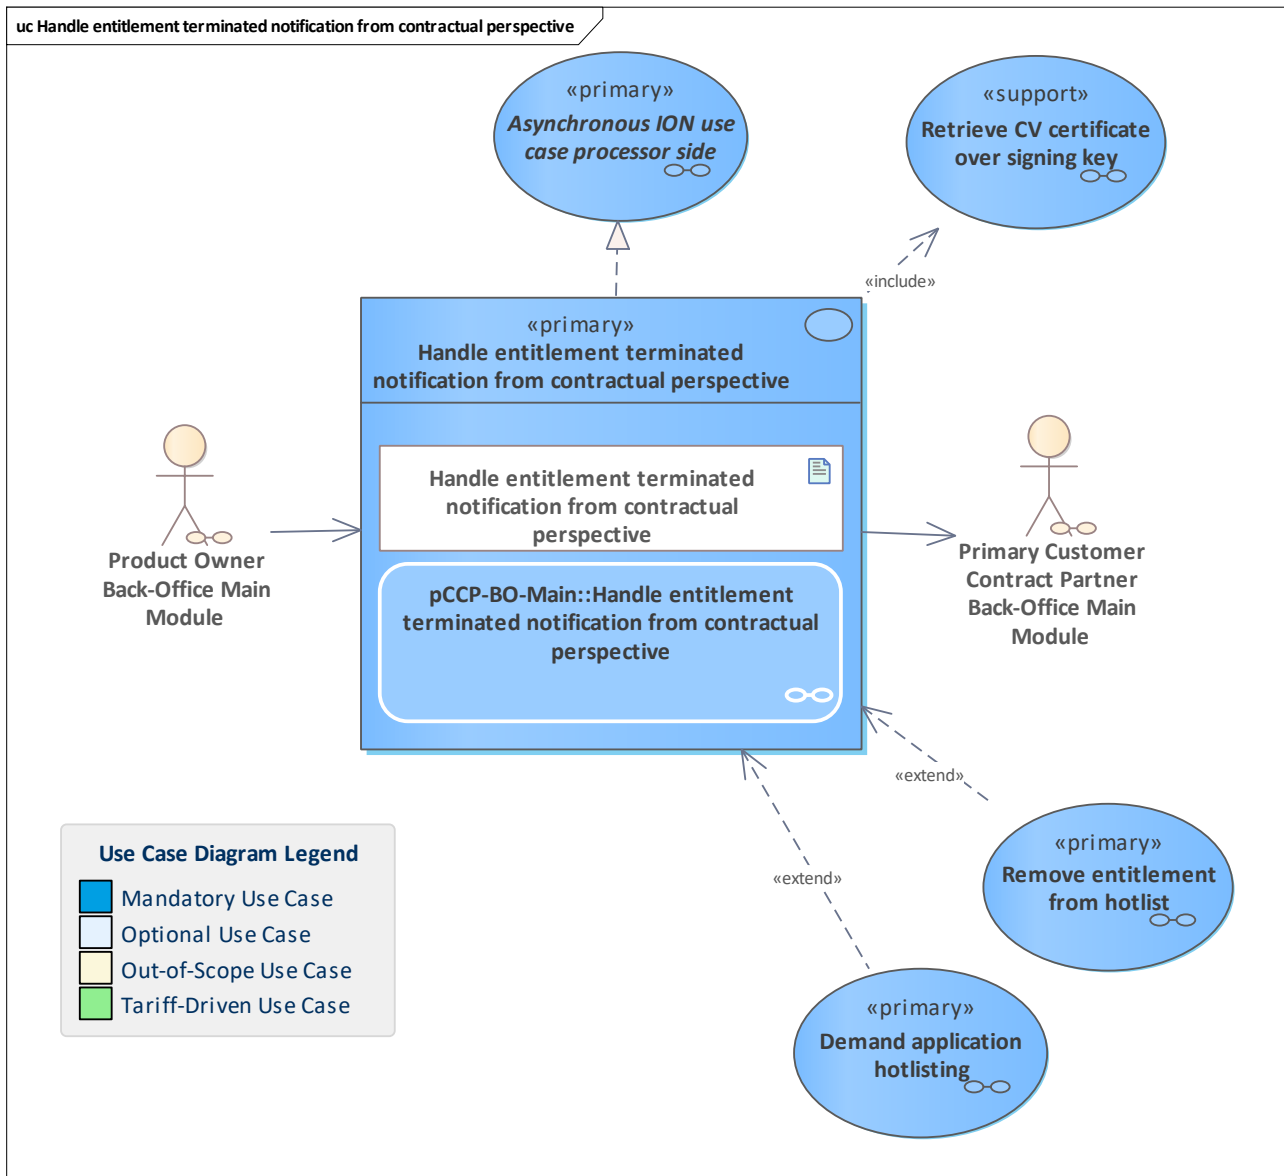 uc Handle entitlement terminated notification from contractual perspective
«primary»
Asynchronous ION use
case processor side
«support»
Retrieve CV certificate
over signing key
«include»
«primary»
Handle entitlement terminated
notification from contractual perspective
Handle entitlement terminated
notification from contractual
perspective
pCCP-BO-Main::Handle entitlement
terminated notification from contractual
perspective
Product Owner
Back-Office Main
Module
Primary Customer
Contract Partner
Back-Office Main
Module
«extend»
«extend»
«primary»
Remove entitlement
from hotlist
«primary»
Demand application
hotlisting
Use Case Diagram Legend
Mandatory Use Case
Optional Use Case
Out-of-Scope Use Case
Tariff-Driven Use Case